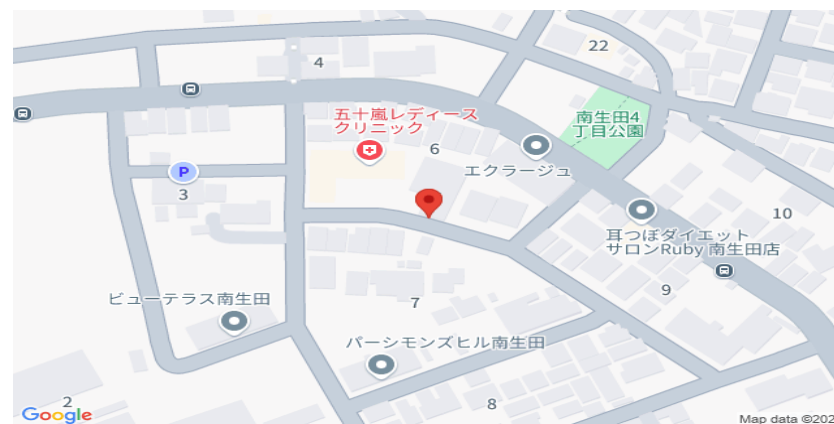 22
4
五十嵐レディース
クリニック
南生田4
丁目公園
6
エクラージュ
P
3
10
耳つぼダイエット
サロンRuby 南生田店
9
ビューテラス南生田
7
パーシモンズヒル南生田
2
8
Google
Map data ©202